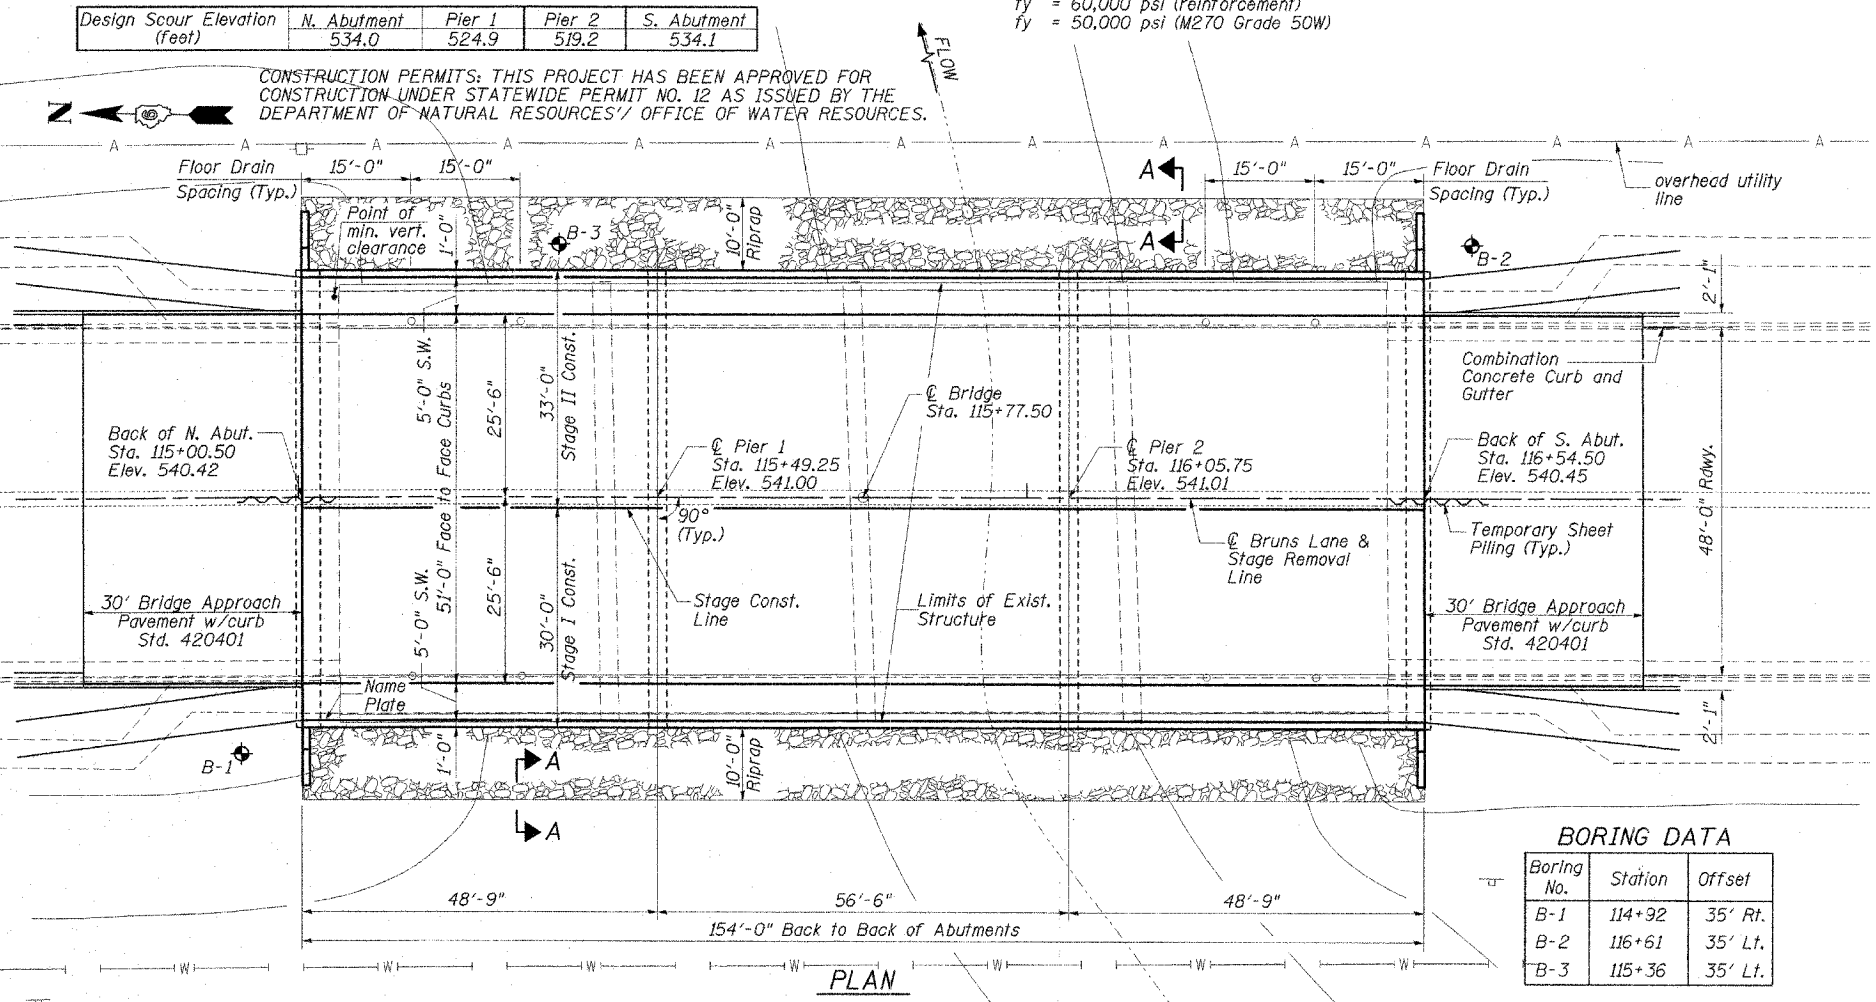 Design Scour Elevation (feet) N. Abutment Pier 1 Pier 2 S. Abutment
534.0 524.9 519.2 534.1
fy = 60,000 psi (reinforcement)
fy = 50,000 psi (M270 Grade 50W)
FLOW
CONSTRUCTION PERMITS: THIS PROJECT HAS BEEN APPROVED FOR
CONSTRUCTION UNDER STATEWIDE PERMIT NO. 12 AS ISSUED BY THE
DEPARTMENT OF NATURAL RESOURCES'/ OFFICE OF WATER RESOURCES.
N
A A A A A A A A A A A A A A
Floor Drain
Spacing (Typ.)
15'-0" 15'-0"
A
A
15'-0" 15'-0"
Floor Drain
Spacing (Typ.)
overhead utility
line
Point of
min. vert.
clearance
1'-0"
B-3
10'-0"
Riprap
B-2
2'-1"
5'-0" S.W.
51'-0" Face to Face Curbs
25'-6"
33'-0"
Stage II Const.
℄ Bridge
Sta. 115+77.50
Combination
Concrete Curb and
Gutter
Back of N. Abut.
Sta. 115+00.50
Elev. 540.42
℄ Pier 1
Sta. 115+49.25
Elev. 541.00
℄ Pier 2
Sta. 116+05.75
Elev. 541.01
Back of S. Abut.
Sta. 116+54.50
Elev. 540.45
48'-0" Rdwy.
90°
(Typ.)
℄ Bruns Lane &
Stage Removal
Line
Temporary Sheet
Piling (Typ.)
30' Bridge Approach
Pavement w/curb
Std. 420401
5'-0" S.W.
25'-6"
30'-0"
Stage I Const.
Stage Const.
Line
Limits of Exist.
Structure
30' Bridge Approach
Pavement w/curb
Std. 420401
Name
Plate
2'-1"
B-1
1'-0"
A
A
10'-0"
Riprap
48'-9" 56'-6" 48'-9"
154'-0" Back to Back of Abutments
W W W W W W W
PLAN
BORING DATA
Boring No. Station Offset
B-1 114+92 35' Rt.
B-2 116+61 35' Lt.
B-3 115+36 35' Lt.